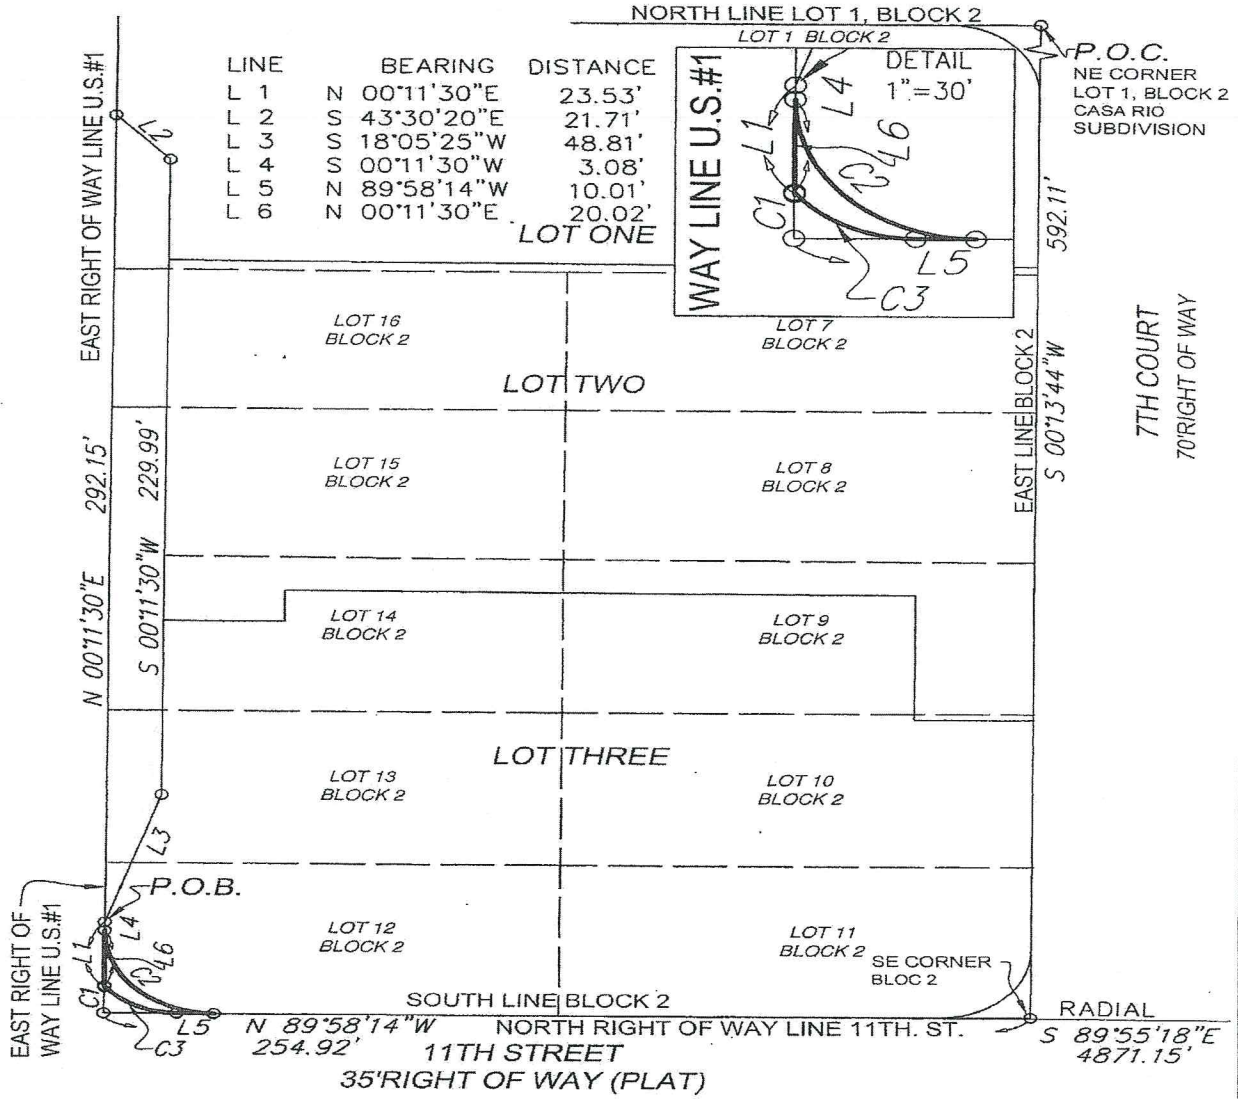 NORTH LINE LOT 1, BLOCK 2
LOT 1 BLOCK 2
P.O.C.
NE CORNER
LOT 1, BLOCK 2
CASA RIO
SUBDIVISION
LINE BEARING DISTANCE
L 1 N 00°11'30"E 23.53'
L 2 S 43°30'20"E 21.71'
L 3 S 18°05'25"W 48.81'
L 4 S 00°11'30"W 3.08'
L 5 N 89°58'14"W 10.01'
L 6 N 00°11'30"E 20.02'
WAY LINE U.S.#1
DETAIL
1"=30'
L4
L1
L6
C2
C1
L5
C3
EAST RIGHT OF WAY LINE U.S.#1
L2
LOT ONE
592.11'
LOT 16
BLOCK 2
LOT 7
BLOCK 2
LOT TWO
7TH COURT
70'RIGHT OF WAY
EAST LINE BLOCK 2
S 00°13'44"W
LOT 15
BLOCK 2
LOT 8
BLOCK 2
N 00°11'30"E 292.15'
S 00°11'30"W 229.99'
LOT 14
BLOCK 2
LOT 9
BLOCK 2
LOT THREE
LOT 13
BLOCK 2
LOT 10
BLOCK 2
L3
P.O.B.
EAST RIGHT OF
WAY LINE U.S.#1
L4
L1
L6
C2
C1
LOT 12
BLOCK 2
LOT 11
BLOCK 2
SE CORNER
BLOC 2
SOUTH LINE BLOCK 2
RADIAL
L5
C3
N 89°58'14"W
254.92'
NORTH RIGHT OF WAY LINE 11TH. ST.
S 89°55'18"E
4871.15'
11TH STREET
35'RIGHT OF WAY (PLAT)